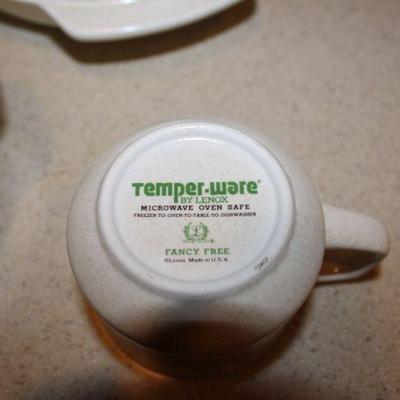 Temper-ware®
BY LENOX
MICROWAVE OVEN SAFE
FREEZER-TO-OVEN-TO-TABLE-TO-DISHWASHER
L
FANCY FREE
©Lenox. Made in U.S.A.